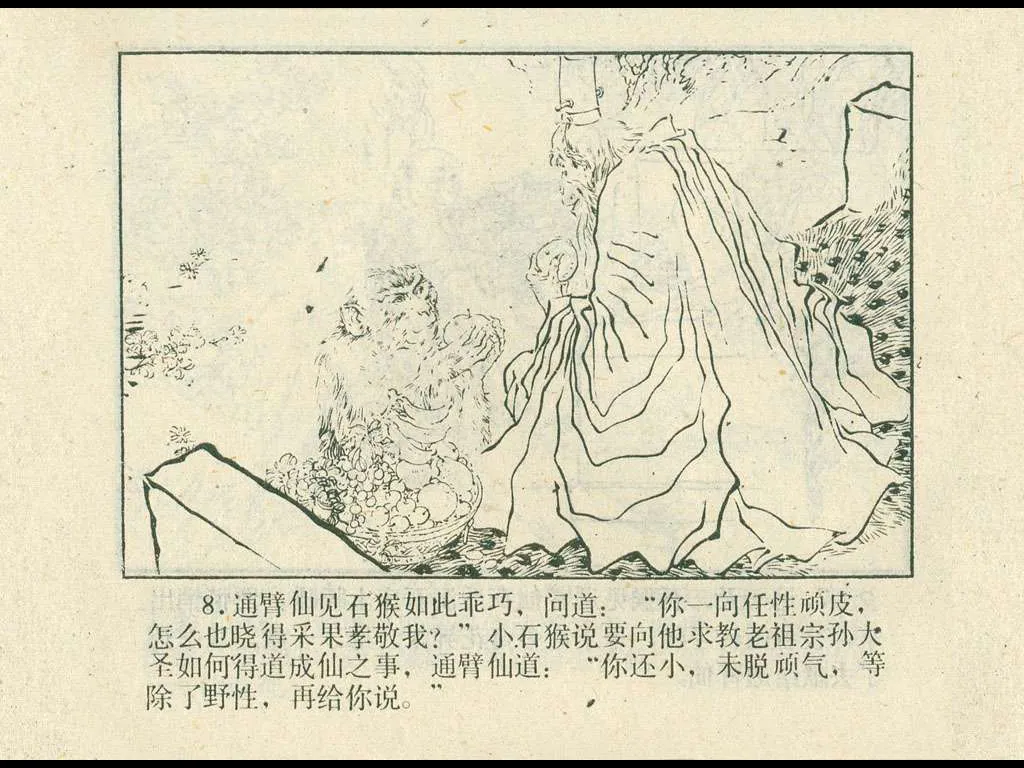 8.通臂仙见石猴如此乖巧，问道：“你一向任性顽皮，
怎么也晓得采果孝敬我？”小石猴说要向他求教老祖宗孙大
圣如何得道成仙之事，通臂仙道：“你还小，未脱顽气，等
除了野性，再给你说。”